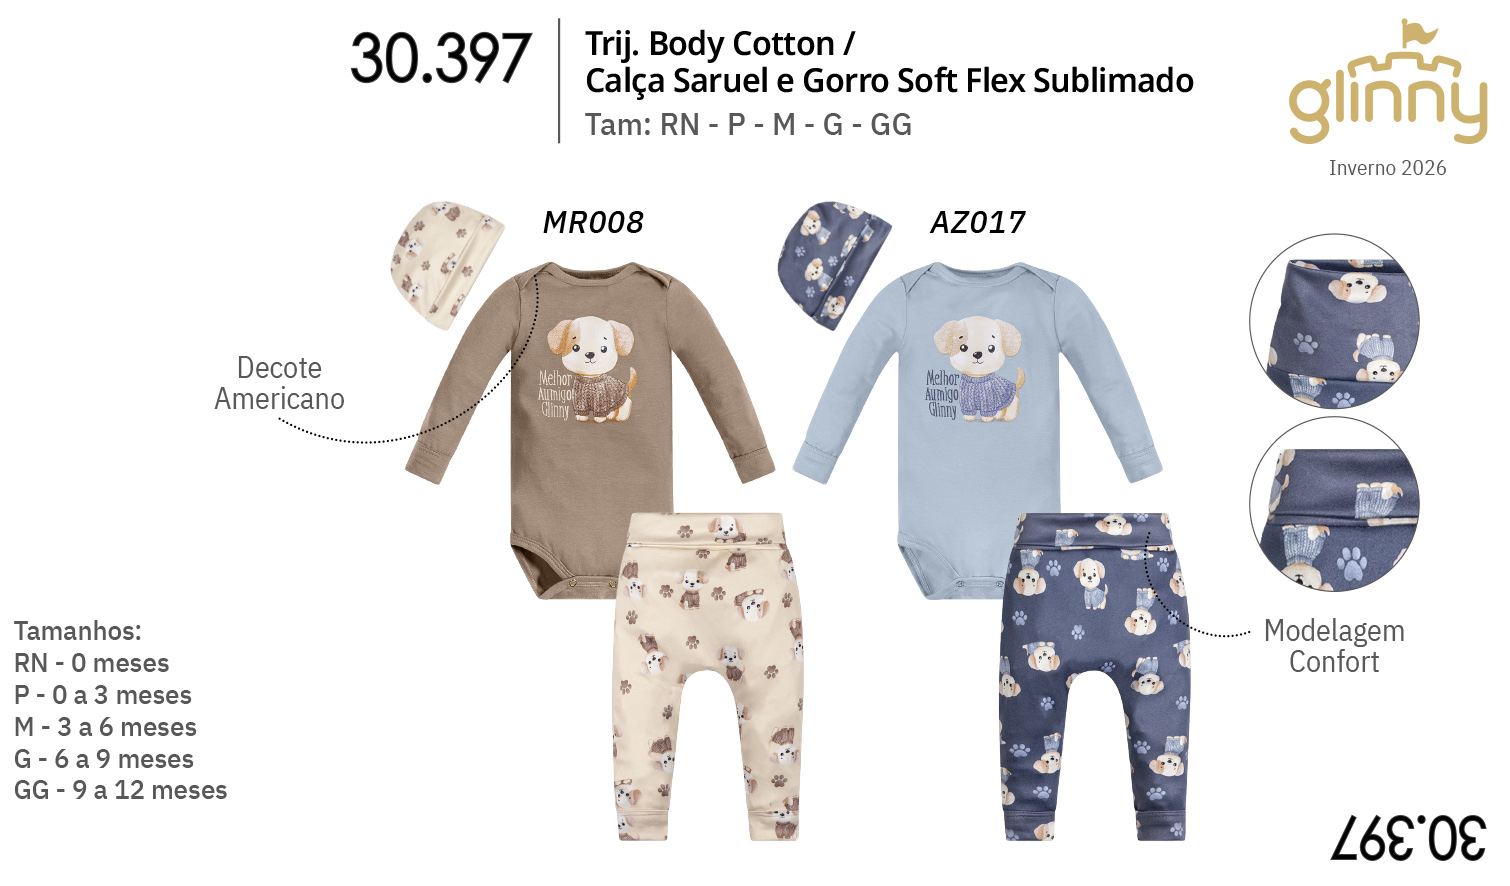 30.397
Trij. Body Cotton /
Calça Saruel e Gorro Soft Flex Sublimado
Tam: RN - P - M - G - GG
glinny
Inverno 2026
MR008
AZ017
Decote
Americano
Melhor
Aumigo
Glinny
Melhor
Aumigo
Glinny
Modelagem
Confort
Tamanhos:
RN - 0 meses
P - 0 a 3 meses
M - 3 a 6 meses
G - 6 a 9 meses
GG - 9 a 12 meses
30.397